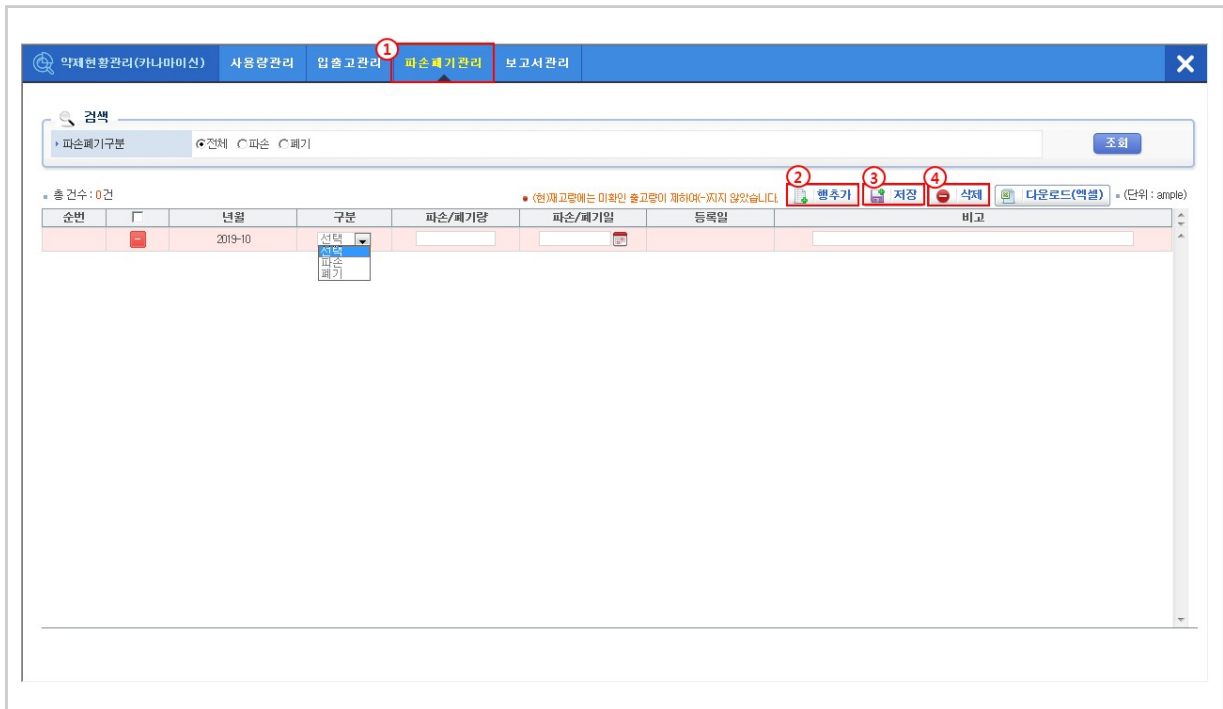 ①
약제현황관리(카나마이신) 사용량관리 입출고관리 파손폐기관리 보고서관리
검색
파손폐기구분 전체 파손 폐기 조회
② ③ ④
총 건수 : 0건 (현)재고량에는 미확인 출고량이 제하여(-)지지 않았습니다. 행추가 저장 삭제 다운로드(엑셀) (단위 : ample)
순번 년월 구분 파손/폐기량 파손/폐기일 등록일 비고
2019-10 선택
선택
파손
폐기